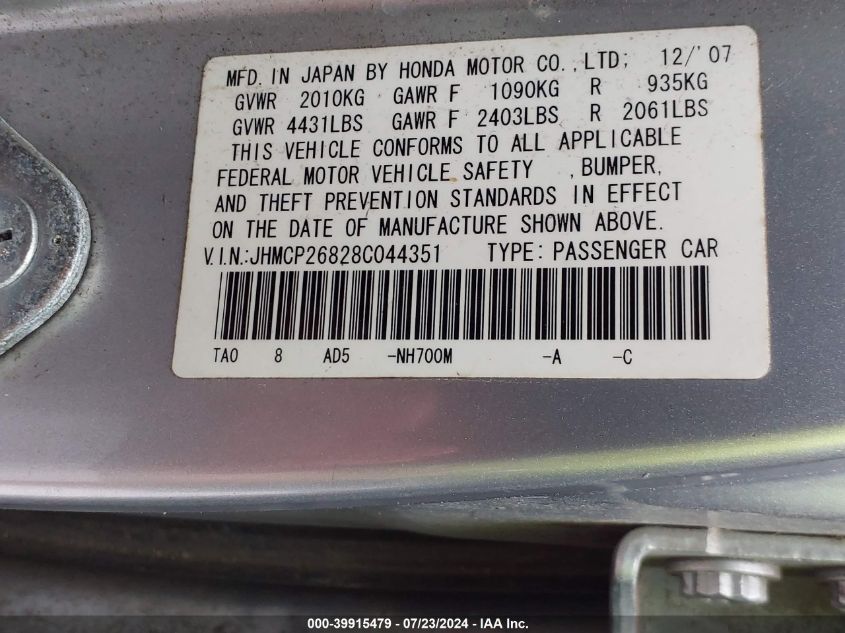 MFD. IN JAPAN BY HONDA MOTOR CO.,LTD; 12/'07
GVWR 2010KG GAWR F 1090KG R 935KG
GVWR 4431LBS GAWR F 2403LBS R 2061LBS
THIS VEHICLE CONFORMS TO ALL APPLICABLE
FEDERAL MOTOR VEHICLE SAFETY , BUMPER,
AND THEFT PREVENTION STANDARDS IN EFFECT
ON THE DATE OF MANUFACTURE SHOWN ABOVE.
V.I.N.:JHMCP26828C044351 TYPE: PASSENGER CAR
TA0 8 AD5 -NH700M -A -C
000-39915479 - 07/23/2024 - IAA Inc.